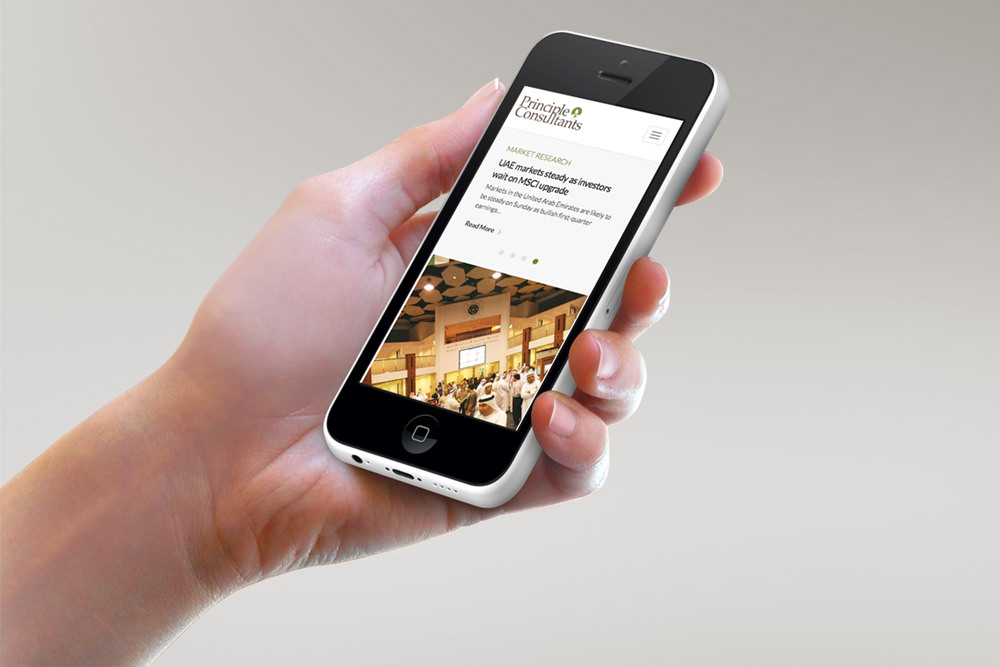 Principle
Consultants
MARKET RESEARCH
UAE markets steady as investors
wait on MSCI upgrade
Markets in the United Arab Emirates are likely to
be steady on Sunday as bullish first-quarter
earnings...
Read More